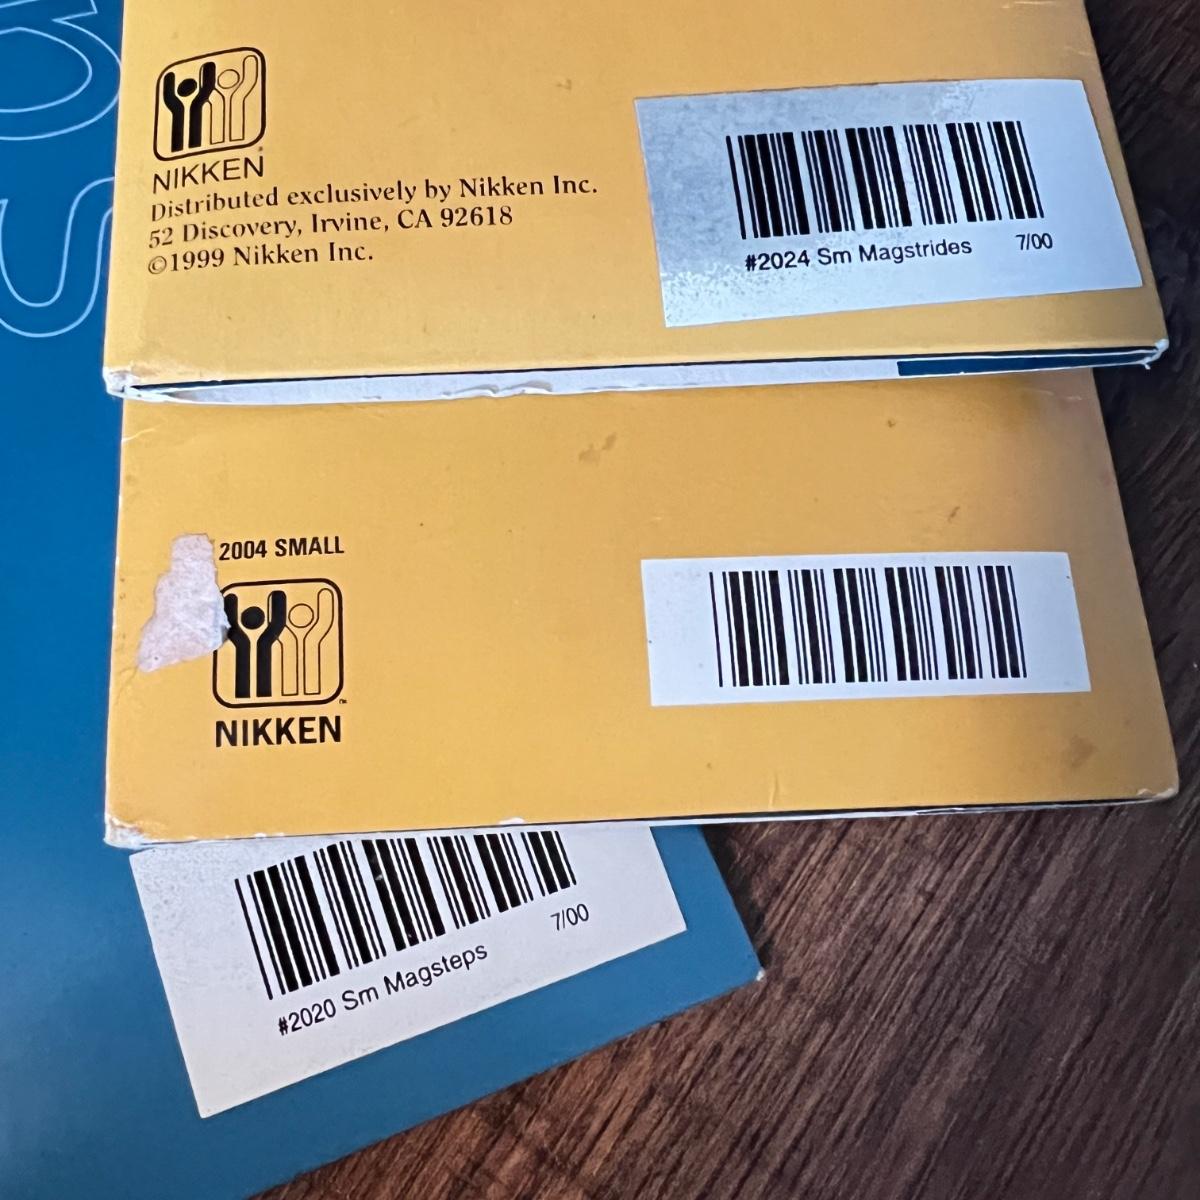 NIKKEN
Distributed exclusively by Nikken Inc.
52 Discovery, Irvine, CA 92618
©1999 Nikken Inc.
#2024 Sm Magstrides 7/00
2004 SMALL
NIKKEN
#2020 Sm Magsteps 7/00